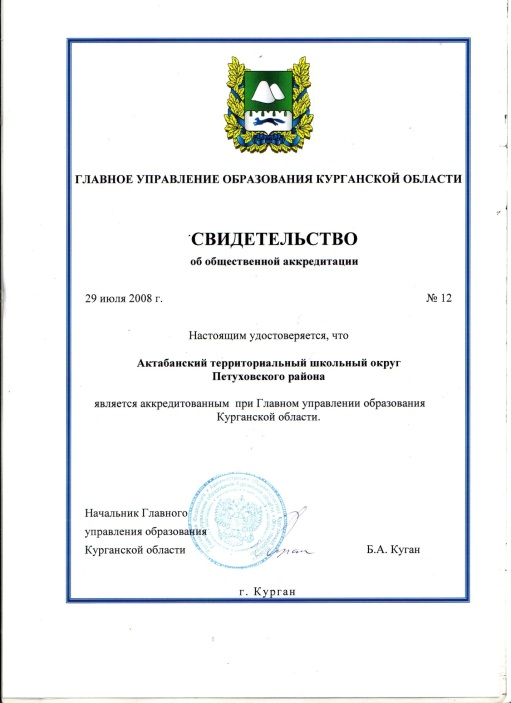 ГЛАВНОЕ УПРАВЛЕНИЕ ОБРАЗОВАНИЯ КУРГАНСКОЙ ОБЛАСТИ
СВИДЕТЕЛЬСТВО
об общественной аккредитации
29 июля 2008 г. № 12
Настоящим удостоверяется, что
Актабанский территориальный школьный округ
Петуховского района
является аккредитованным при Главном управлении образования
Курганской области.
Начальник Главного
управления образования
Курганской области Б.А. Куган
г. Курган